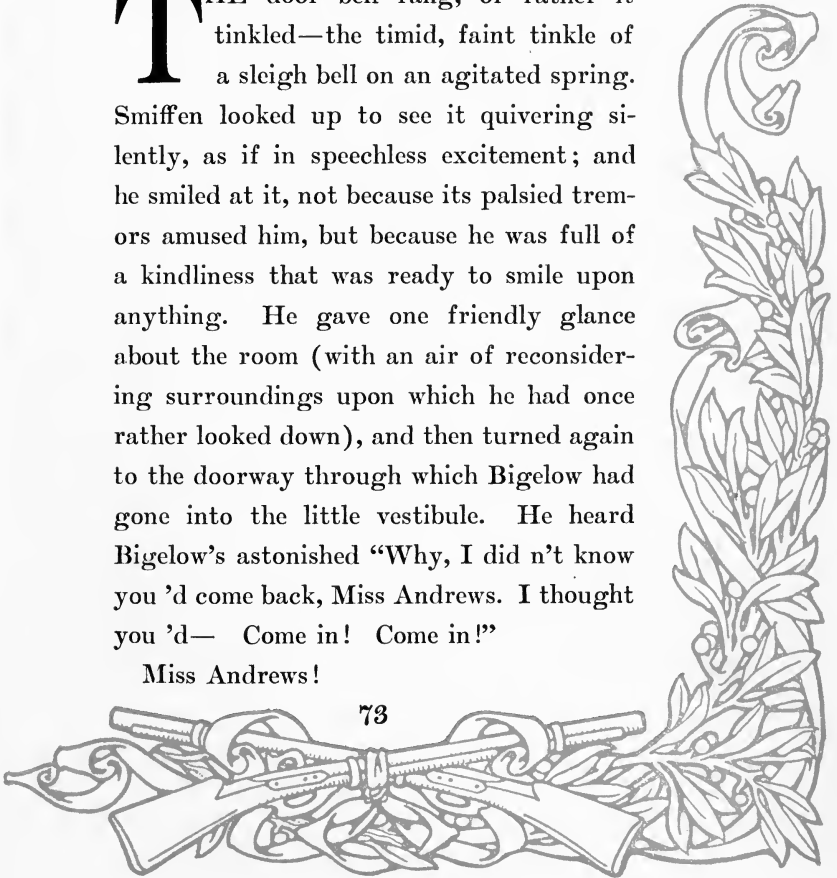 THE door bell rang, or rather it
tinkled—the timid, faint tinkle of
a sleigh bell on an agitated spring.
Smiffen looked up to see it quivering si-
lently, as if in speechless excitement; and
he smiled at it, not because its palsied trem-
ors amused him, but because he was full of
a kindliness that was ready to smile upon
anything. He gave one friendly glance
about the room (with an air of reconsider-
ing surroundings upon which he had once
rather looked down), and then turned again
to the doorway through which Bigelow had
gone into the little vestibule. He heard
Bigelow's astonished “Why, I did n't know
you 'd come back, Miss Andrews. I thought
you 'd— Come in! Come in!”
Miss Andrews!
73